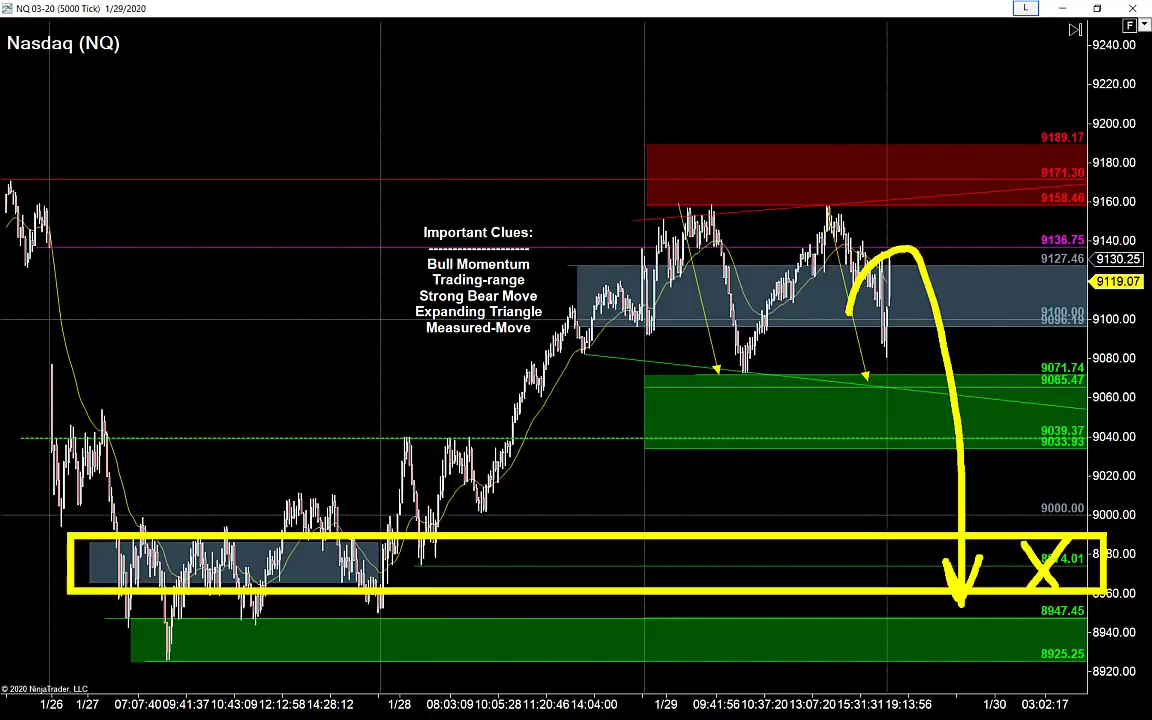 NQ 03-20 (5000 Tick) 1/29/2020
L
F
Nasdaq (NQ)
9240.00
9220.00
9200.00
9189.17
9180.00
9171.30
9160.00
9158.46
Important Clues:
--------------------
Bull Momentum
Trading-range
Strong Bear Move
Expanding Triangle
Measured-Move
9136.75
9140.00
9127.46
9130.25
9119.07
9100.00
9096.19
9100.00
9080.00
9071.74
9065.47
9060.00
9039.37
9033.93
9040.00
9020.00
9000.00
9000.00
X
8960.00
8947.45
8940.00
8925.25
8920.00
© 2020 NinjaTrader, LLC
1/26 1/27 07:07:40 09:41:37 10:43:09 12:12:58 14:28:12 1/28 08:03:09 10:05:28 11:20:46 14:04:00 1/29 09:41:56 10:37:20 13:07:20 15:31:31 19:13:56 1/30 03:02:17